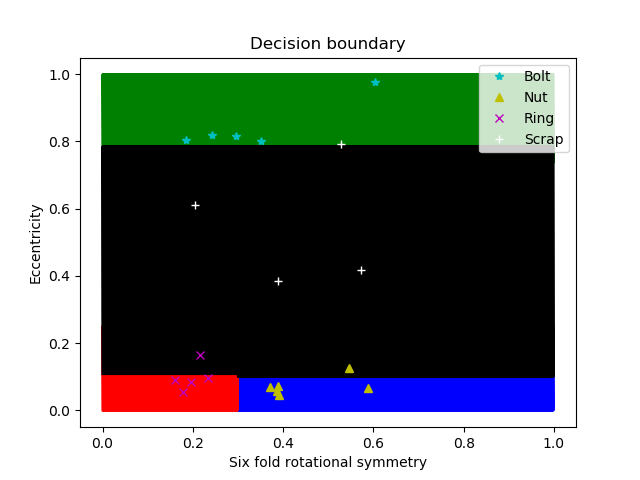 Decision boundary
Bolt
Nut
Ring
Scrap
1.0
0.8
0.6
0.4
0.2
0.0
Eccentricity
0.0 0.2 0.4 0.6 0.8 1.0
Six fold rotational symmetry